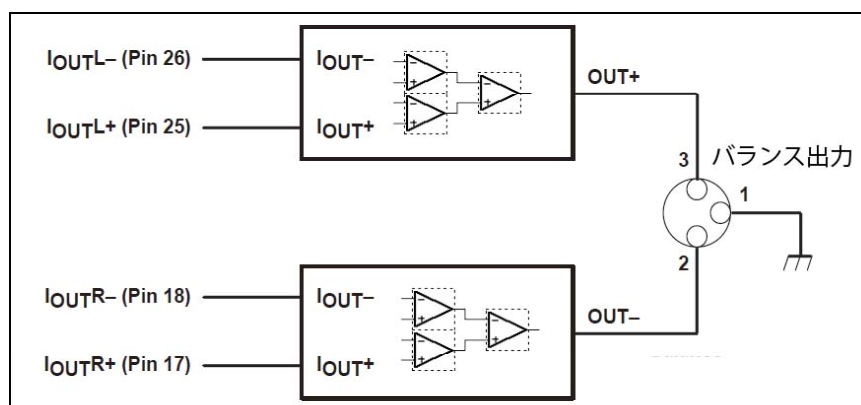 IOUTL– (Pin 26)
IOUT–
OUT+
IOUTL+ (Pin 25)
IOUT+
3
バランス出力
1
2
IOUTR– (Pin 18)
IOUT–
OUT–
IOUTR+ (Pin 17)
IOUT+